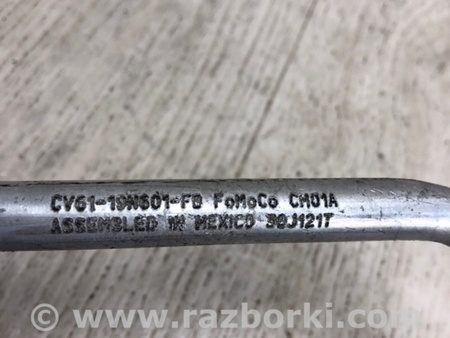 CV61-19N601-FB FoMoCo CM01A
ASSEMBLED IN MEXICO 30J121T
© www.razborki.com